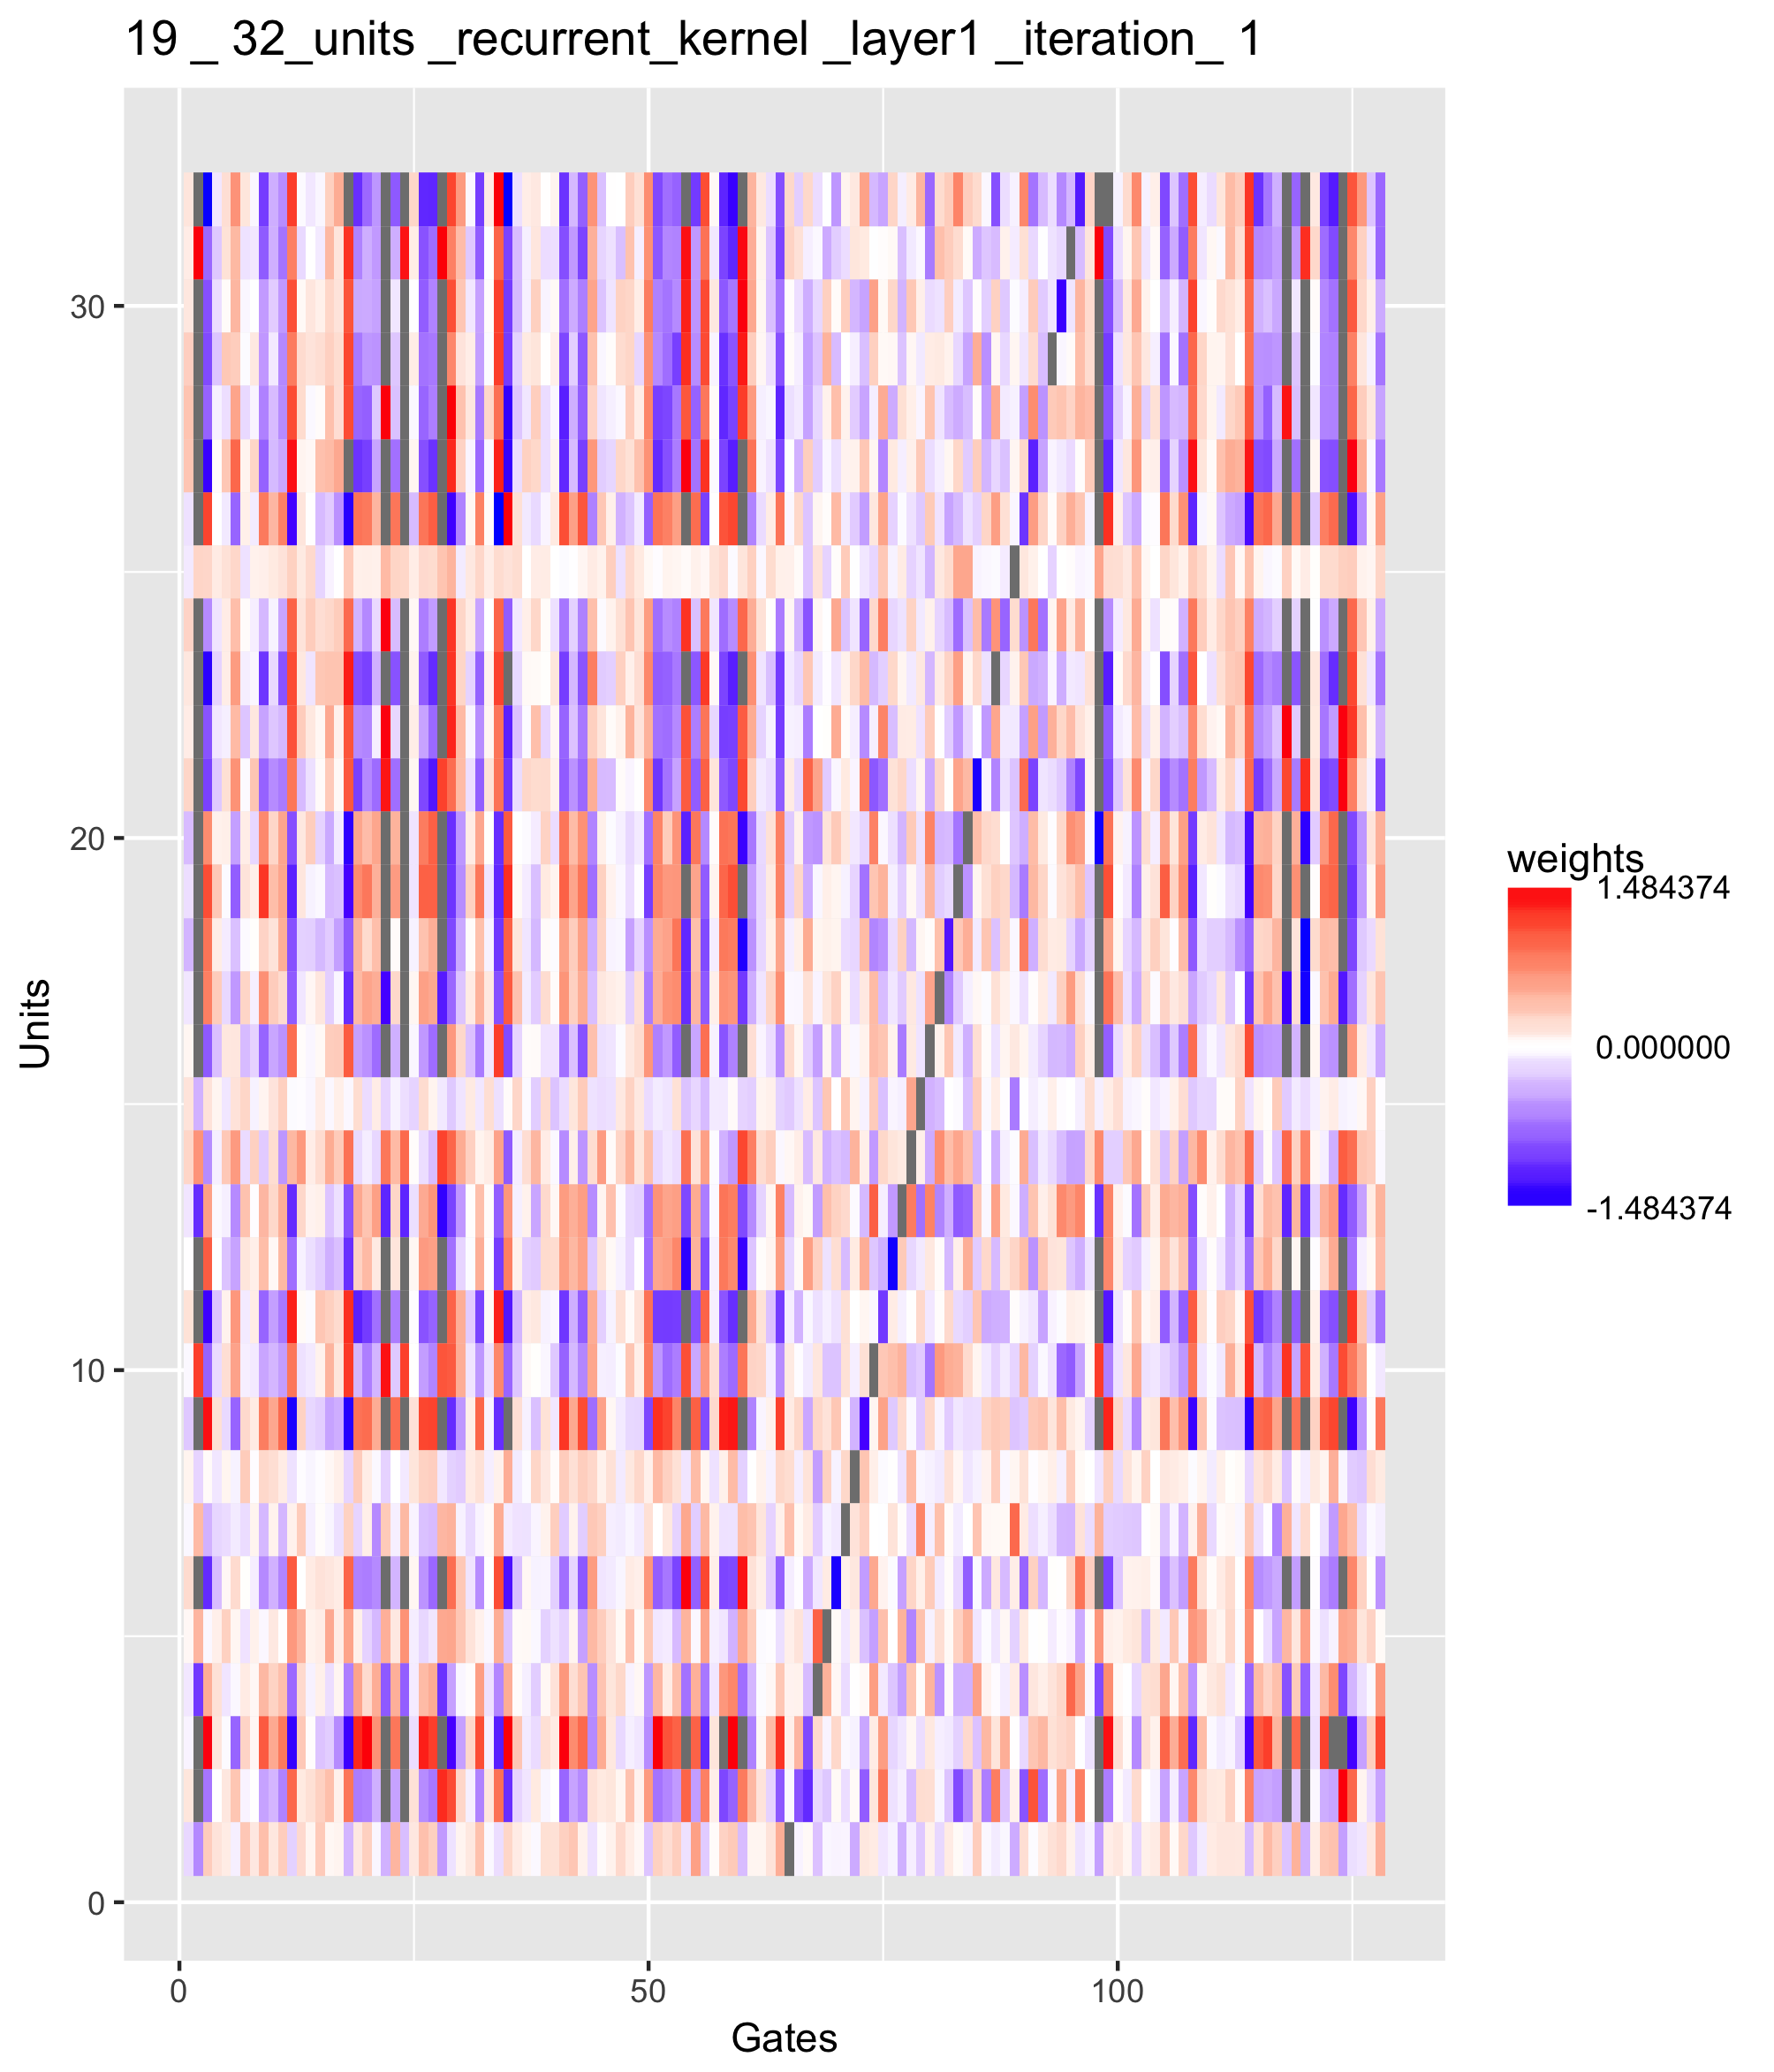 19 _ 32_units _recurrent_kernel _layer1 _iteration_ 1
30
20
10
0
Units
0
50
100
Gates
weights
1.484374
0.000000
-1.484374